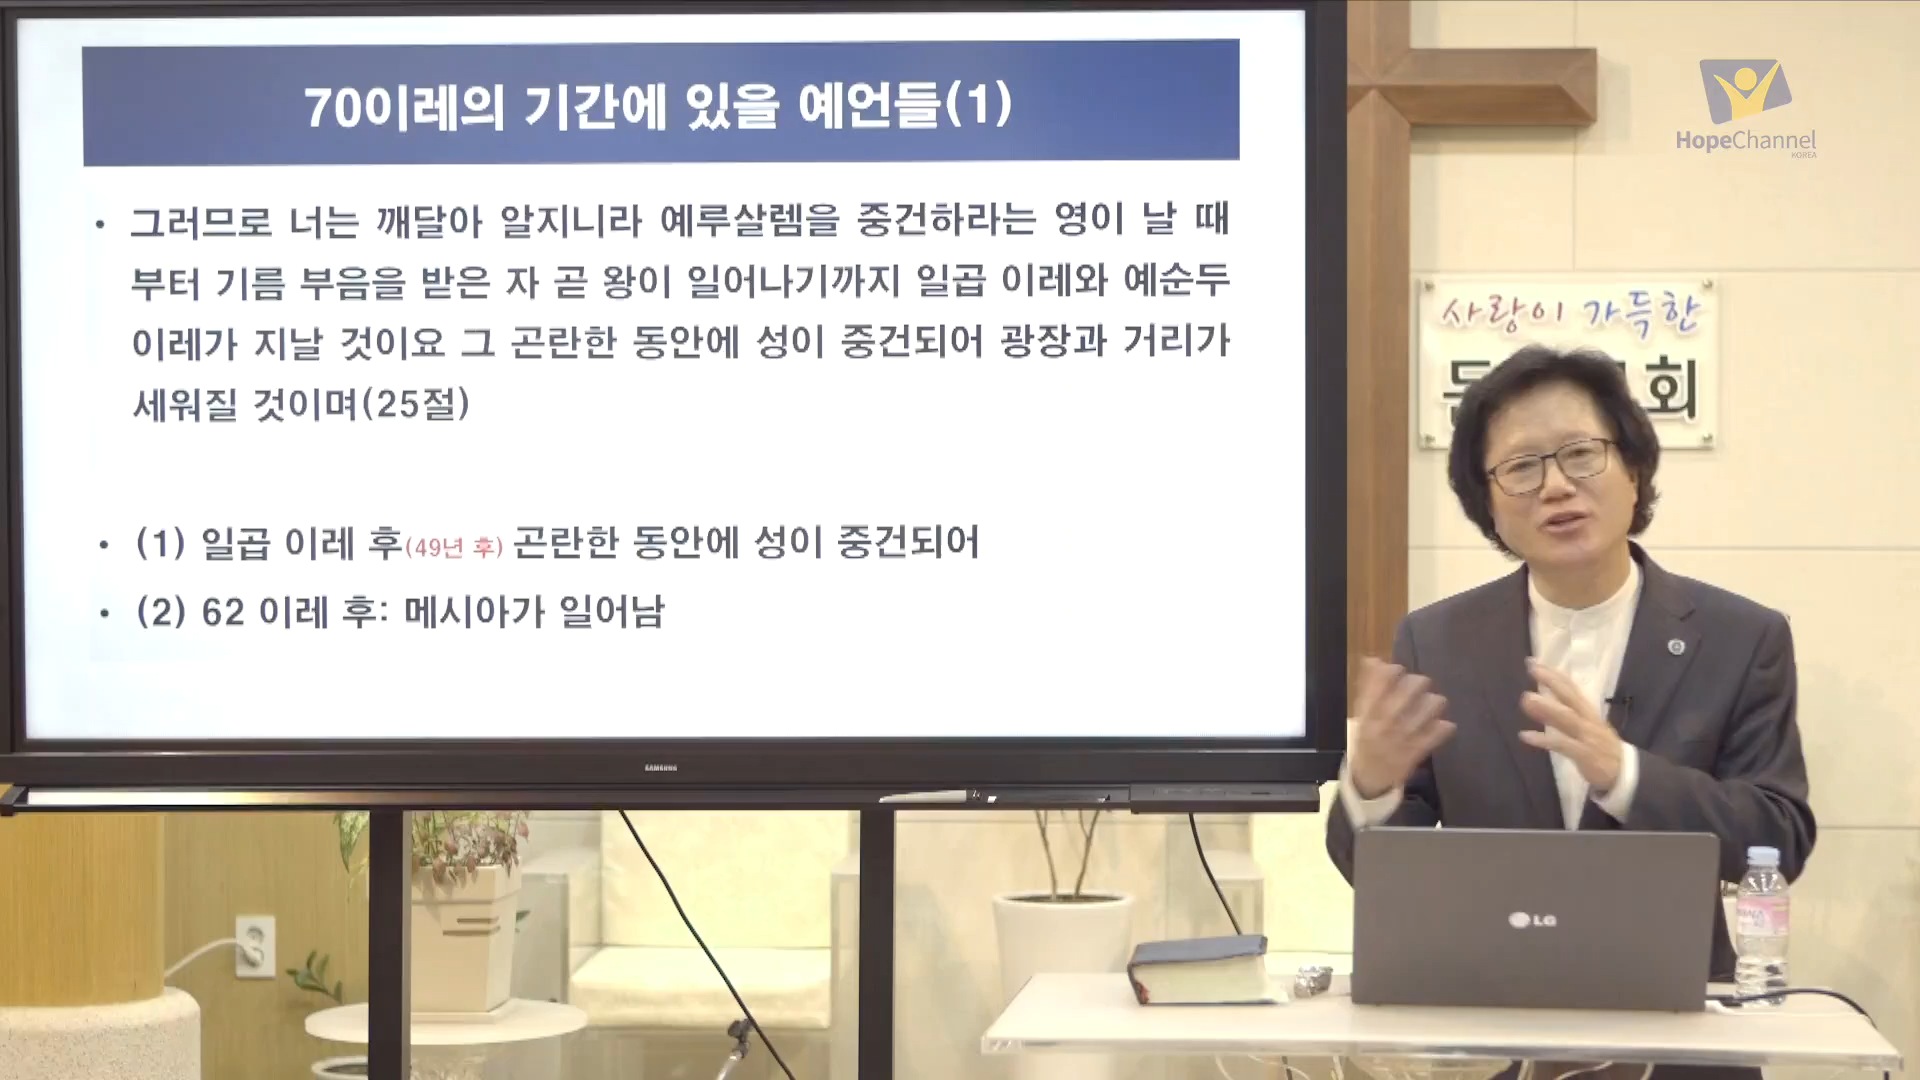 70이레의 기간에 있을 예언들(1)
• 그러므로 너는 깨달아 알지니라 예루살렘을 중건하라는 영이 날 때
부터 기름 부음을 받은 자 곧 왕이 일어나기까지 일곱 이레와 예순두
이레가 지날 것이요 그 곤란한 동안에 성이 중건되어 광장과 거리가
세워질 것이며(25절)
• (1) 일곱 이레 후(49년 후) 곤란한 동안에 성이 중건되어
• (2) 62 이레 후: 메시아가 일어남
SAMSUNG
HopeChannel
KOREA
사랑이 가득한
회
LG